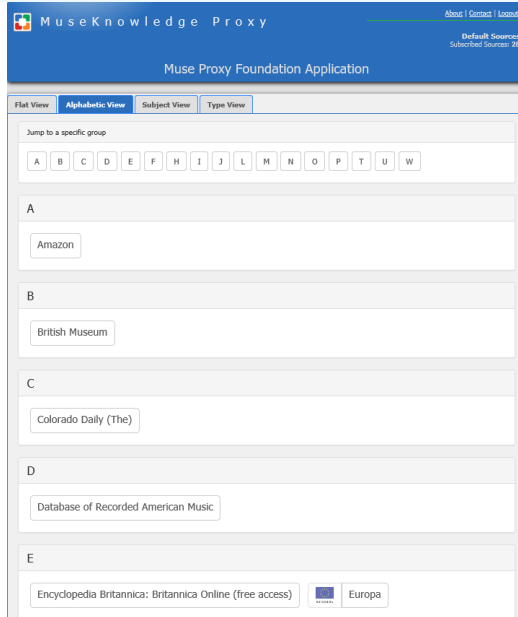 MuseKnowledge Proxy
About | Contact | Logout
Default Sources
Subscribed Sources: 28
Muse Proxy Foundation Application
Flat View Alphabetic View Subject View Type View
Jump to a specific group
A B C D E F H I J L M N O P T U W
A
Amazon
B
British Museum
C
Colorado Daily (The)
D
Database of Recorded American Music
E
Encyclopedia Britannica: Britannica Online (free access) Europa